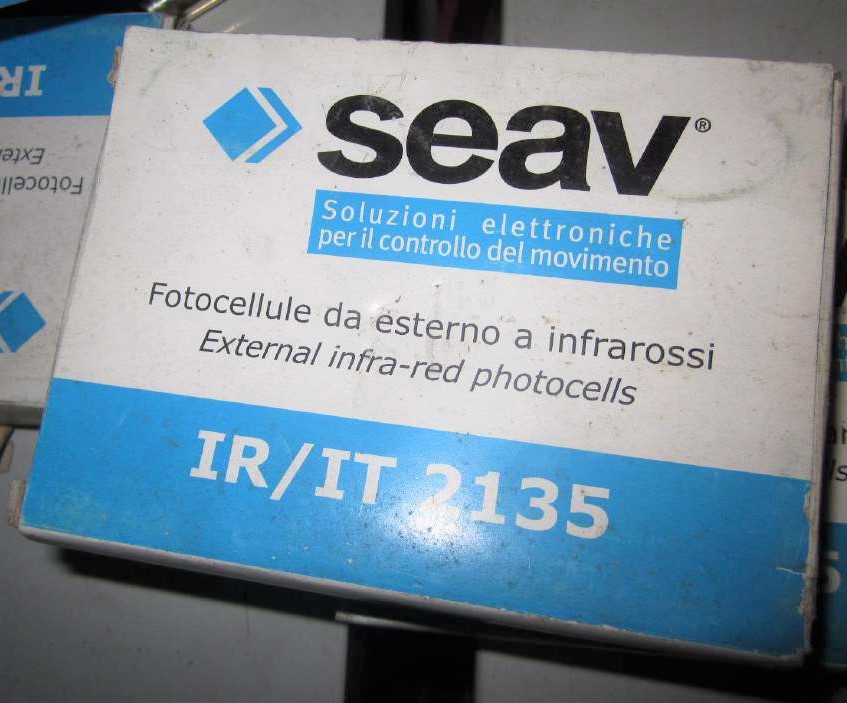 seav®
Soluzioni elettroniche
per il controllo del movimento
Fotocellule da esterno a infrarossi
External infra-red photocells
IR/IT 2135
IR